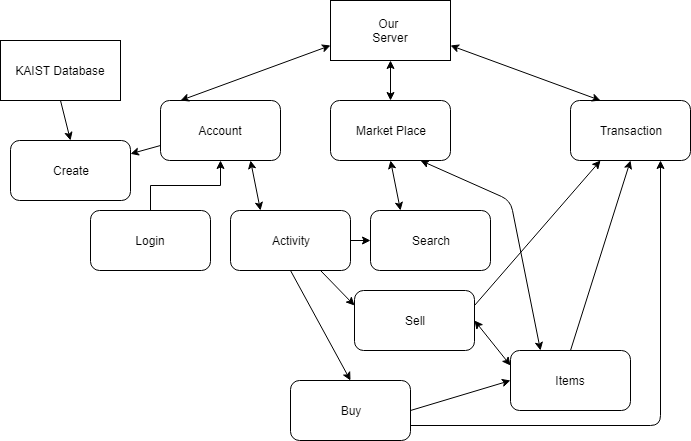 Our
Server
KAIST Database
Account
Market Place
Transaction
Create
Login
Activity
Search
Sell
Items
Buy